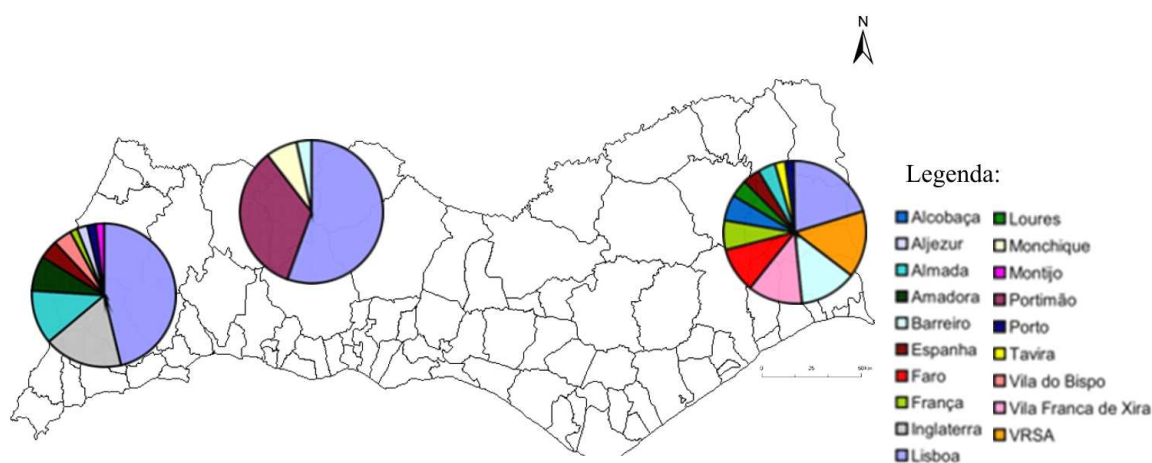 N
Legenda:
Alcobaça
Aljezur
Almada
Amadora
Barreiro
Espanha
Faro
França
Inglaterra
Lisboa
Loures
Monchique
Montijo
Portimão
Porto
Tavira
Vila do Bispo
Vila Franca de Xira
VRSA